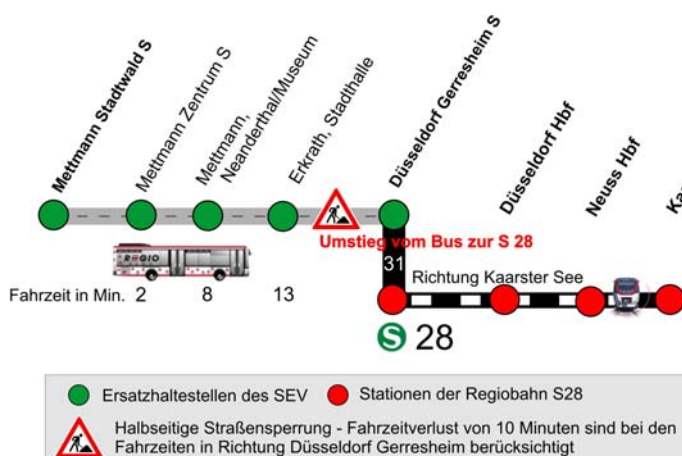 Mettmann Stadtwald S
Mettmann Zentrum S
Mettmann,
Neanderthal/Museum
Erkrath, Stadthalle
Düsseldorf Gerresheim S
Düsseldorf Hbf
Neuss Hbf
Umstieg vom Bus zur S 28
REGIO
31
Richtung Kaarster See
Fahrzeit in Min. 2 8 13
S 28
Ersatzhaltestellen des SEV
Stationen der Regiobahn S28
Halbseitige Straßensperrung - Fahrzeitverlust von 10 Minuten sind bei den
Fahrzeiten in Richtung Düsseldorf Gerresheim berücksichtigt